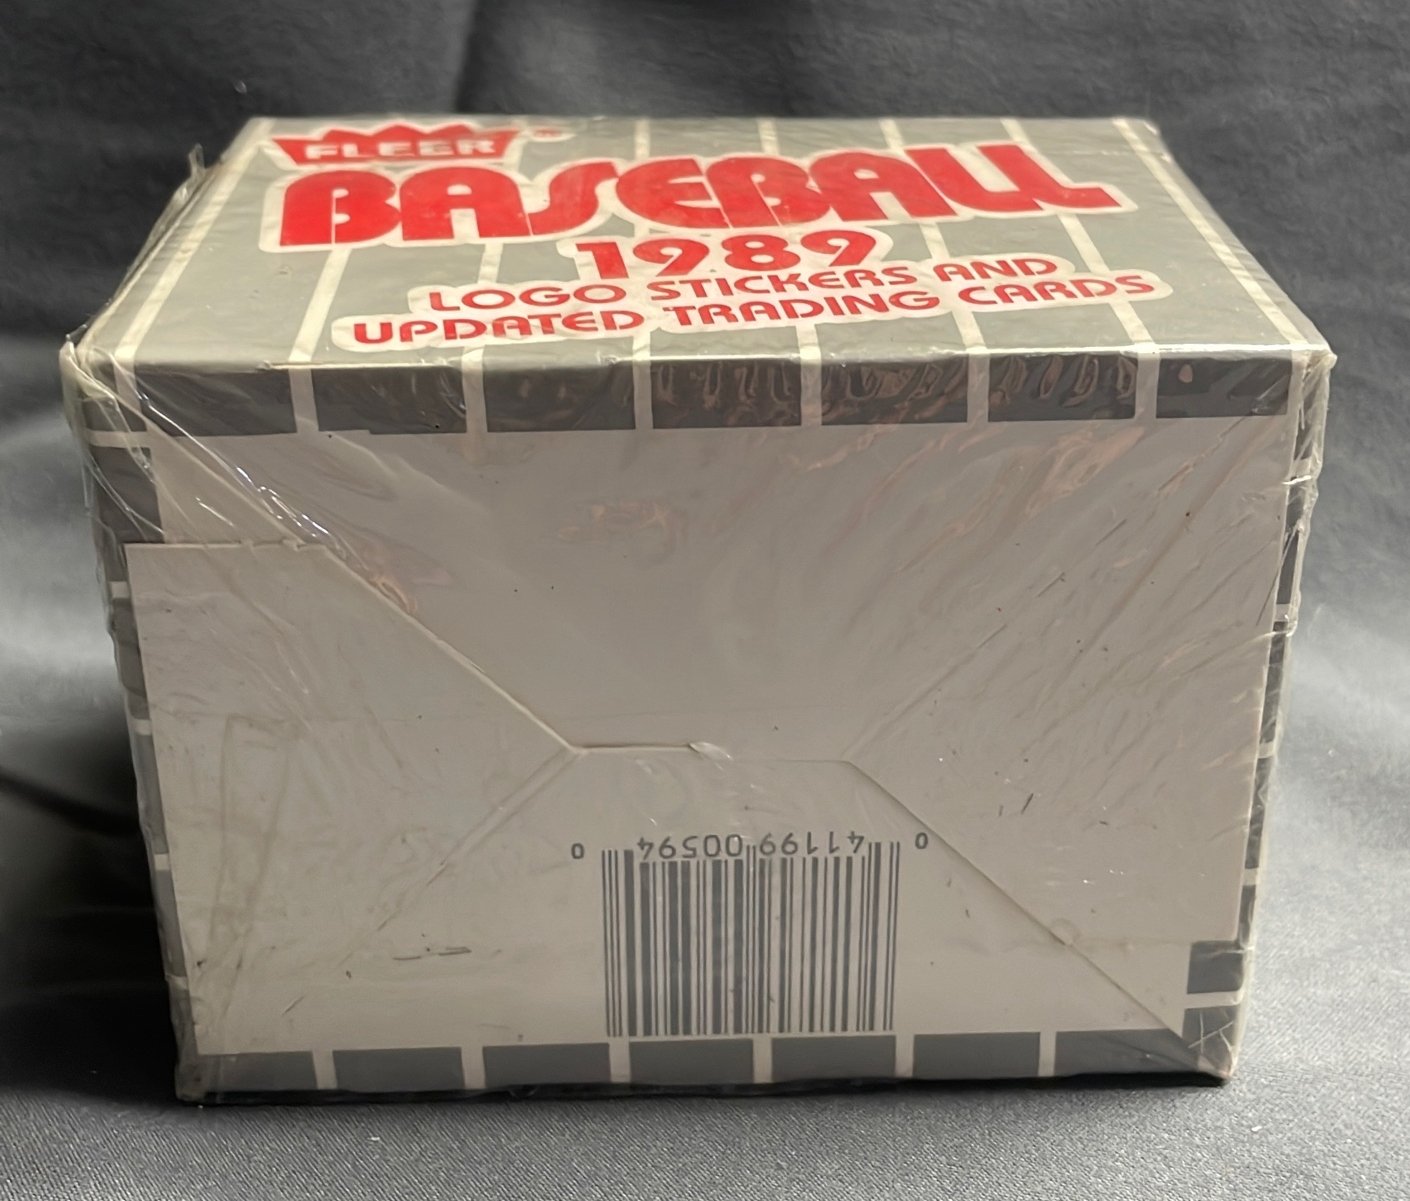 FLEER®
BASEBALL
1989
LOGO STICKERS AND
UPDATED TRADING CARDS
0 41199 00594 0